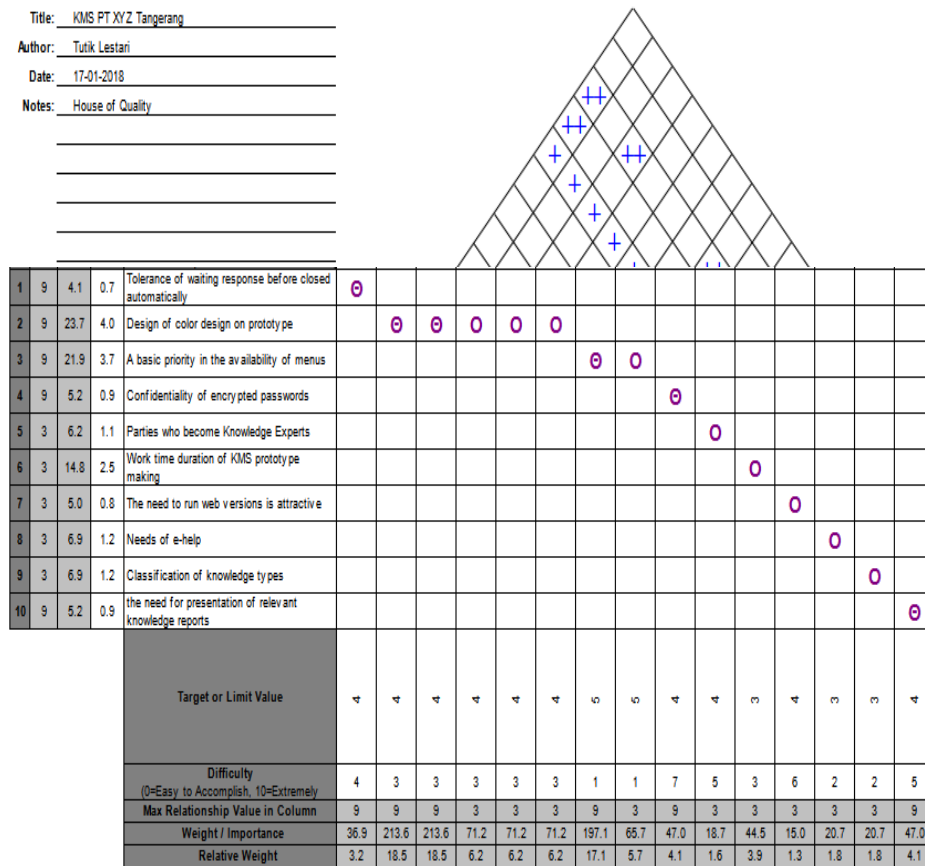 Title: KMS PT XYZ Tangerang
Author: Tutik Lestari
Date: 17-01-2018
Notes: House of Quality
++
++
+ ++
+
+
+
1 9 4.1 0.7 Tolerance of waiting response before closed
automatically Θ
2 9 23.7 4.0 Design of color design on prototype Θ Θ Ο Ο Ο
3 9 21.9 3.7 A basic priority in the availability of menus Θ Ο
4 9 5.2 0.9 Confidentiality of encrypted passwords Θ
5 3 6.2 1.1 Parties who become Knowledge Experts Ο
6 3 14.8 2.5 Work time duration of KMS prototype
making Ο
7 3 5.0 0.8 The need to run web versions is attractive Ο
8 3 6.9 1.2 Needs of e-help Ο
9 3 6.9 1.2 Classification of knowledge types Ο
10 9 5.2 0.9 the need for presentation of relevant
knowledge reports Θ
Target or Limit Value 4 4 4 4 4 4 5 5 4 4 3 4 3 3 4
Difficulty
(0=Easy to Accomplish, 10=Extremely 4 3 3 3 3 3 1 1 7 5 3 6 2 2 5
Max Relationship Value in Column 9 9 9 3 3 3 9 3 9 3 3 3 3 3 9
Weight / Importance 36.9 213.6 213.6 71.2 71.2 71.2 197.1 65.7 47.0 18.7 44.5 15.0 20.7 20.7 47.0
Relative Weight 3.2 18.5 18.5 6.2 6.2 6.2 17.1 5.7 4.1 1.6 3.9 1.3 1.8 1.8 4.1